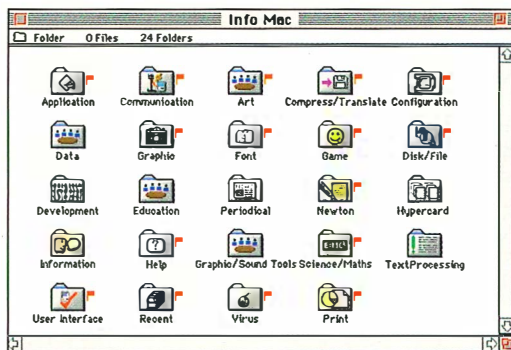 Info Mac
Folder 0 Files 24 Folders
Application Communication Art Compress/Translate Configuration
Data Graphic Font Game Disk/File
Development Education Periodical Newton Hypercard
Information Help Graphic/Sound Tools Science/Maths TextProcessing
User Interface Recent Virus Print